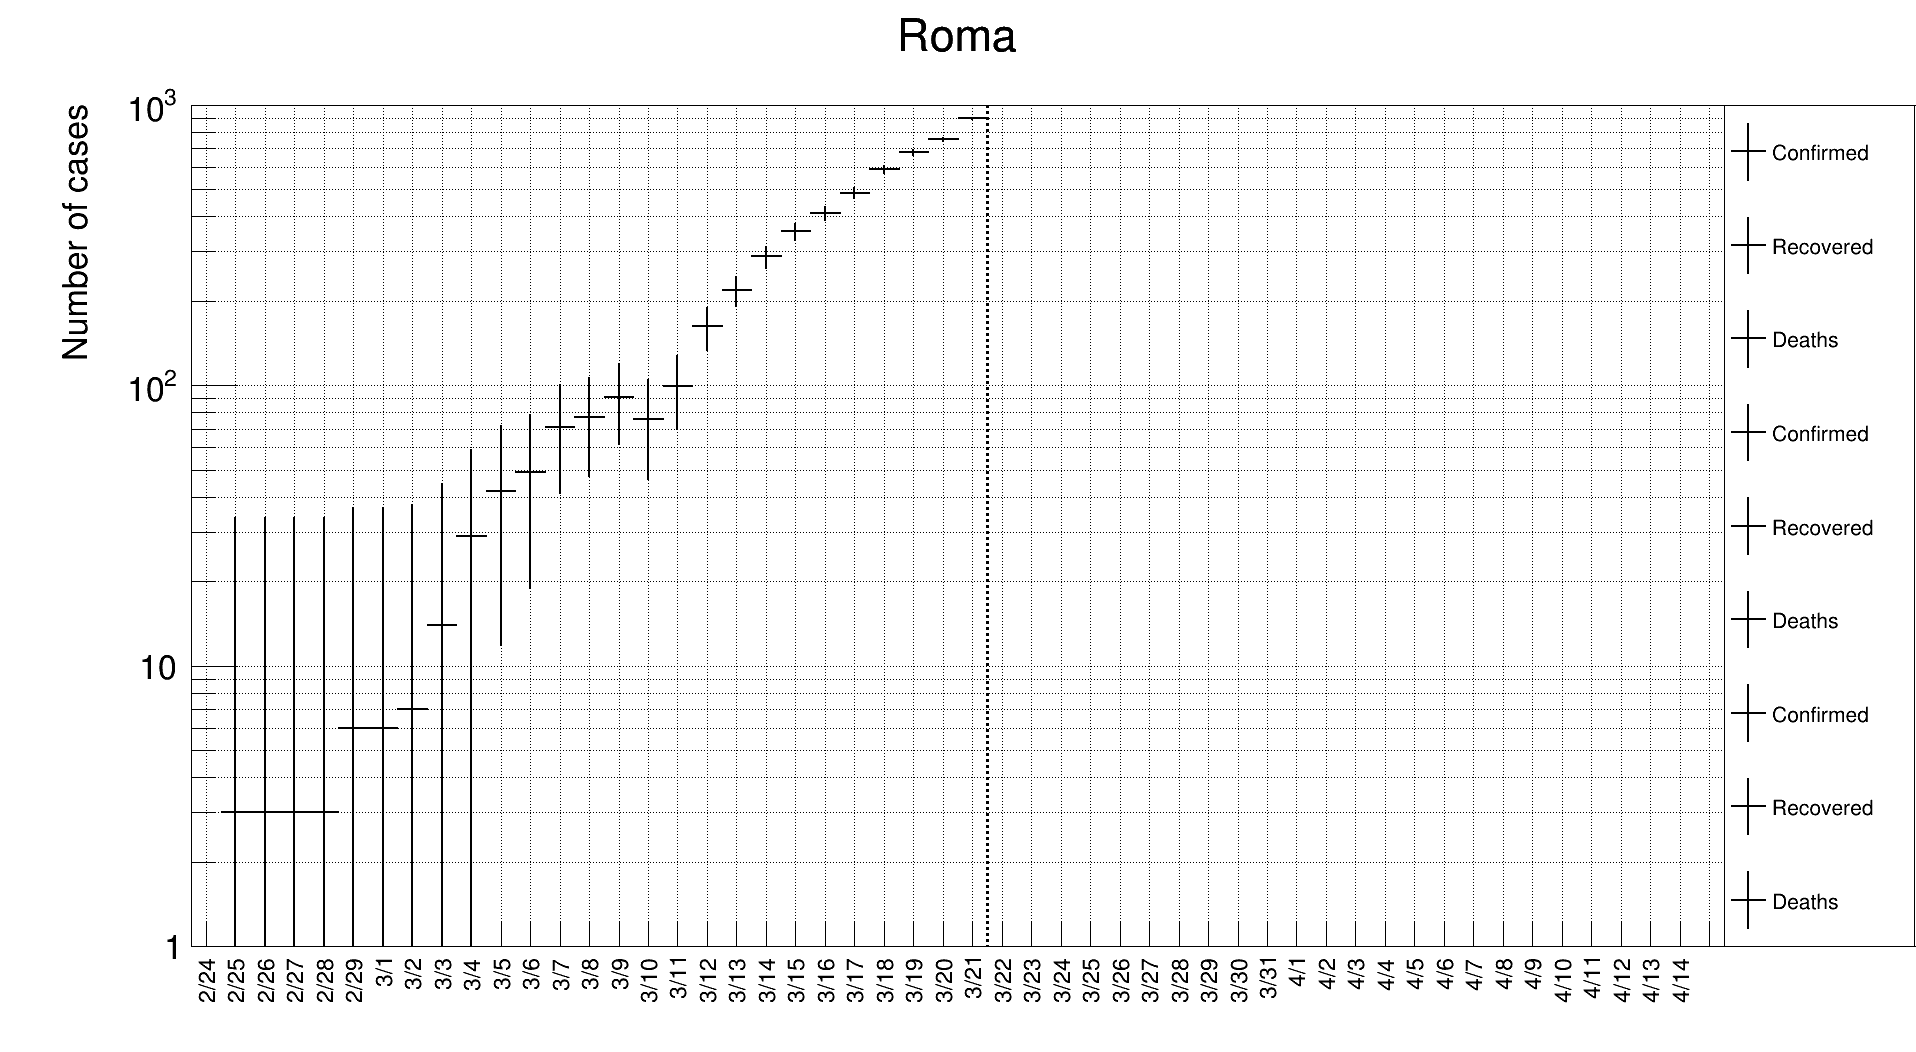 Roma
Number of cases
10³
10²
10
1
2/24 2/25 2/26 2/27 2/28 2/29 3/1 3/2 3/3 3/4 3/5 3/6 3/7 3/8 3/9 3/10 3/11 3/12 3/13 3/14 3/15 3/16 3/17 3/18 3/19 3/20 3/21 3/22 3/23 3/24 3/25 3/26 3/27 3/28 3/29 3/30 3/31 4/1 4/2 4/3 4/4 4/5 4/6 4/7 4/8 4/9 4/10 4/11 4/12 4/13 4/14
Confirmed
Recovered
Deaths
Confirmed
Recovered
Deaths
Confirmed
Recovered
Deaths